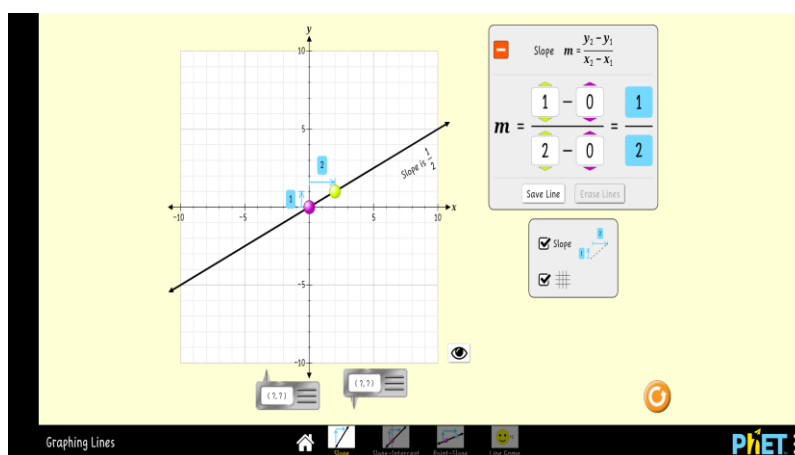 y
10
5
-5
-10
-10
-5
5
10
x
2
1
Slope is 1/2
(?, ?)
(?, ?)
Slope m = y₂ - y₁ / x₂ - x₁
m = 1 - 0 / 2 - 0 = 1 / 2
Save Line
Erase Lines
Slope
2
1
Graphing Lines
Slope
Slope-Intercept
Point-Slope
Line Game
PhET